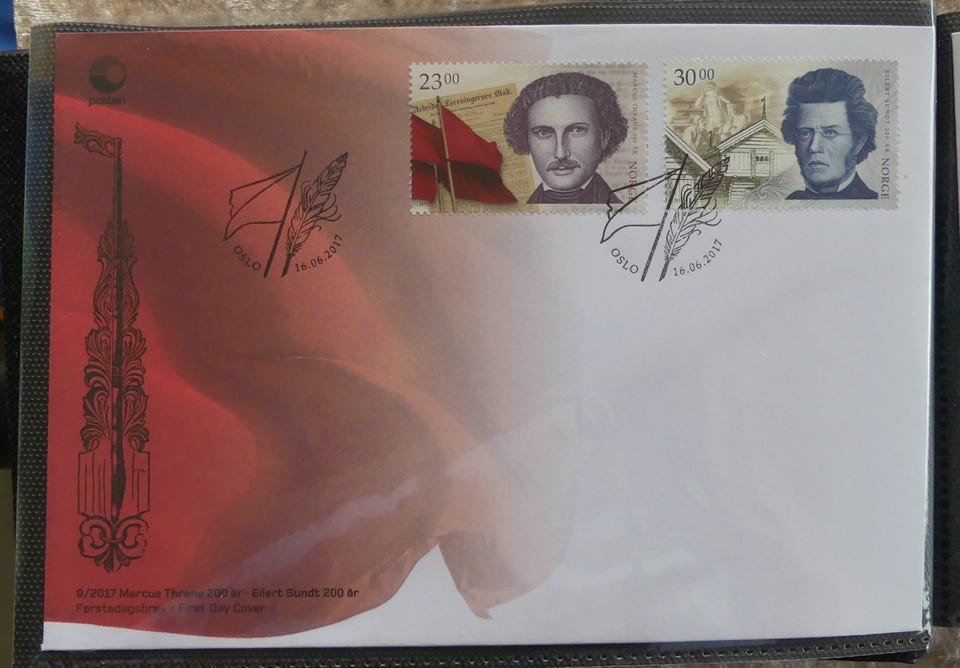 posten
23 00
Arbeider-Foreningernes Blad.
MARCUS THRANE 200 ÅR
NORGE
30 00
EILERT SUNDT 200 ÅR
NORGE
OSLO 16.06.2017
OSLO 16.06.2017
9/2017 Marcus Thrane 200 år · Eilert Sundt 200 år
Førstedagsbrev · First Day Cover